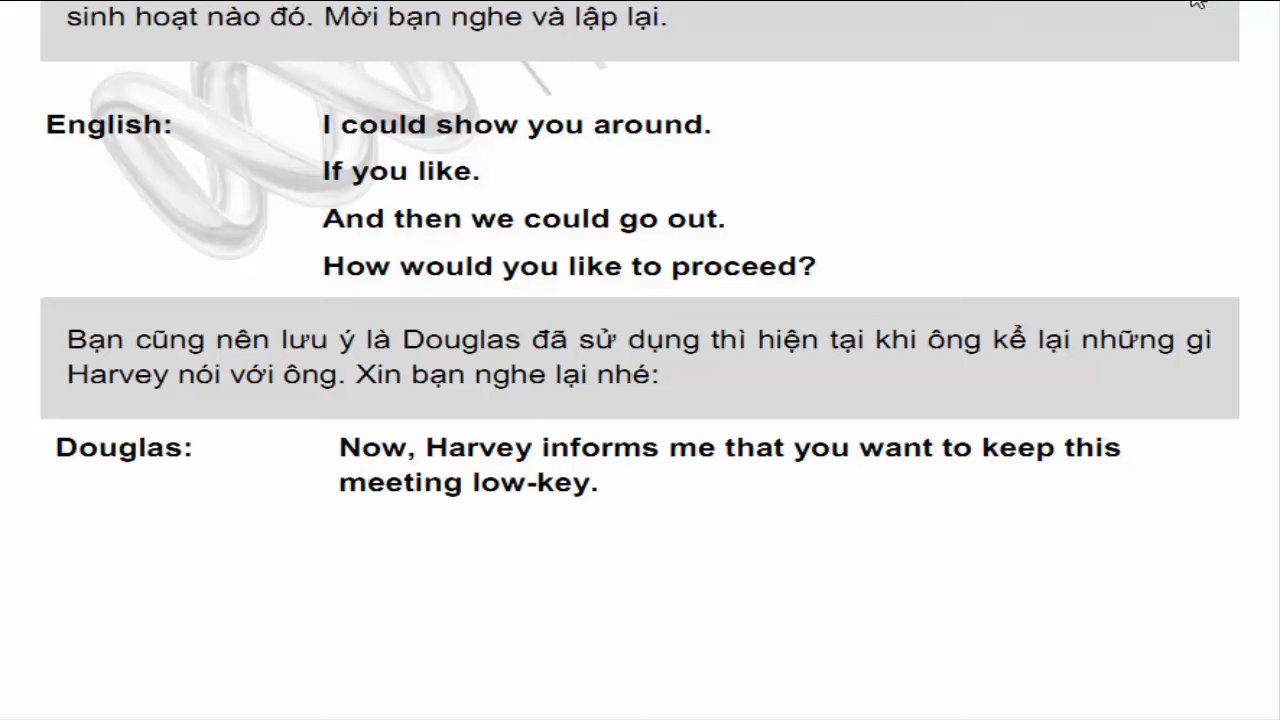 sinh hoạt nào đó. Mời bạn nghe và lập lại.
English: I could show you around.
If you like.
And then we could go out.
How would you like to proceed?
Bạn cũng nên lưu ý là Douglas đã sử dụng thì hiện tại khi ông kể lại những gì
Harvey nói với ông. Xin bạn nghe lại nhé:
Douglas: Now, Harvey informs me that you want to keep this
meeting low-key.